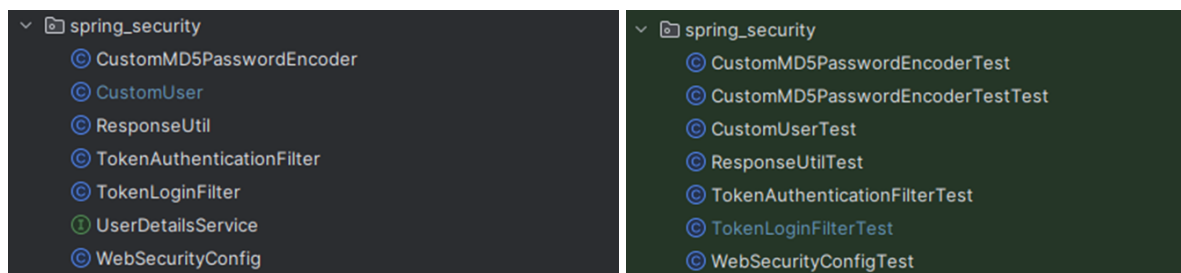 spring_security
CustomMD5PasswordEncoder
CustomUser
ResponseUtil
TokenAuthenticationFilter
TokenLoginFilter
UserDetailsService
WebSecurityConfig
spring_security
CustomMD5PasswordEncoderTest
CustomMD5PasswordEncoderTestTest
CustomUserTest
ResponseUtilTest
TokenAuthenticationFilterTest
TokenLoginFilterTest
WebSecurityConfigTest